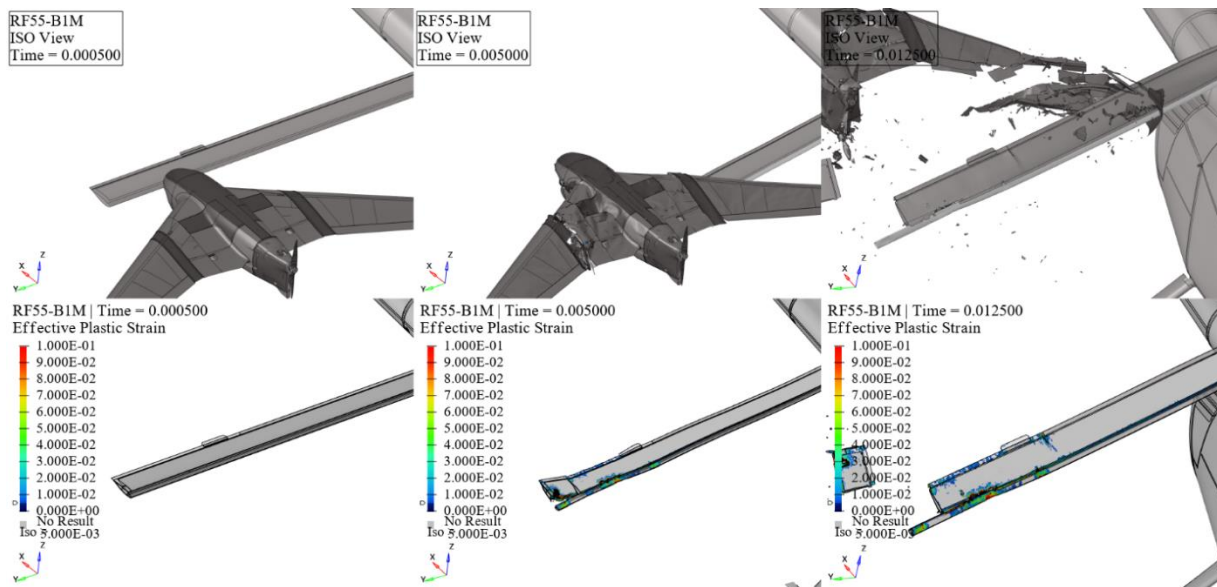 RF55-B1M
ISO View
Time = 0.000500
X
Y
Z
RF55-B1M
ISO View
Time = 0.005000
X
Y
Z
RF55-B1M
ISO View
Time = 0.012500
X
Y
Z
RF55-B1M | Time = 0.000500
Effective Plastic Strain
1.000E-01
9.000E-02
8.000E-02
7.000E-02
6.000E-02
5.000E-02
4.000E-02
3.000E-02
2.000E-02
1.000E-02
0.000E+00
No Result
Iso = 5.000E-03
X
Y
Z
RF55-B1M | Time = 0.005000
Effective Plastic Strain
1.000E-01
9.000E-02
8.000E-02
7.000E-02
6.000E-02
5.000E-02
4.000E-02
3.000E-02
2.000E-02
1.000E-02
0.000E+00
No Result
Iso = 5.000E-03
X
Y
Z
RF55-B1M | Time = 0.012500
Effective Plastic Strain
1.000E-01
9.000E-02
8.000E-02
7.000E-02
6.000E-02
5.000E-02
4.000E-02
3.000E-02
2.000E-02
1.000E-02
0.000E+00
No Result
Iso = 5.000E-03
X
Y
Z